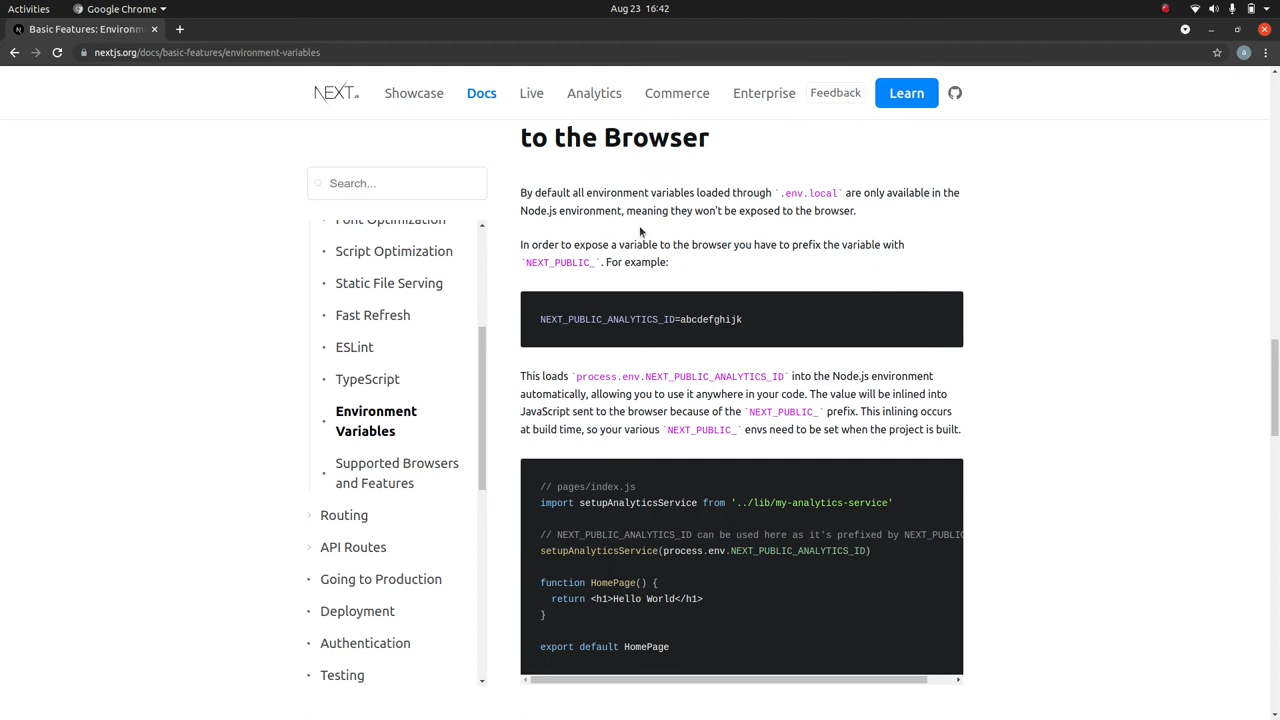 Activities
Google Chrome
Aug 23 16:42
Basic Features: Environm
nextjs.org/docs/basic-features/environment-variables
a
NEXT.js
Showcase
Docs
Live
Analytics
Commerce
Enterprise
Feedback
Learn
to the Browser
Search...
Font Optimization
Script Optimization
Static File Serving
Fast Refresh
ESLint
TypeScript
Environment
Variables
Supported Browsers
and Features
Routing
API Routes
Going to Production
Deployment
Authentication
Testing
By default all environment variables loaded through `.env.local` are only available in the
Node.js environment, meaning they won't be exposed to the browser.
In order to expose a variable to the browser you have to prefix the variable with
`NEXT_PUBLIC_`. For example:
NEXT_PUBLIC_ANALYTICS_ID=abcdefghijk
This loads `process.env.NEXT_PUBLIC_ANALYTICS_ID` into the Node.js environment
automatically, allowing you to use it anywhere in your code. The value will be inlined into
JavaScript sent to the browser because of the `NEXT_PUBLIC_` prefix. This inlining occurs
at build time, so your various `NEXT_PUBLIC_` envs need to be set when the project is built.
// pages/index.js
import setupAnalyticsService from '../lib/my-analytics-service'
// NEXT_PUBLIC_ANALYTICS_ID can be used here as it's prefixed by NEXT_PUBLIC
setupAnalyticsService(process.env.NEXT_PUBLIC_ANALYTICS_ID)
function HomePage() {
return <h1>Hello World</h1>
}
export default HomePage